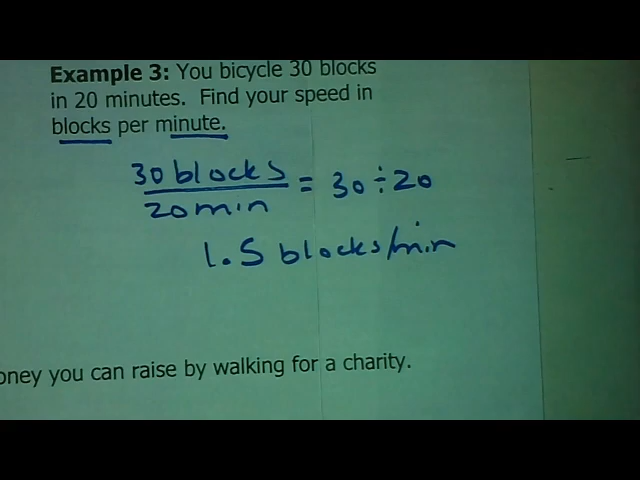 Example 3: You bicycle 30 blocks
in 20 minutes. Find your speed in
blocks per minute.
30 blocks
20 min
= 30 ÷ 20
1.5 blocks/min
oney you can raise by walking for a charity.